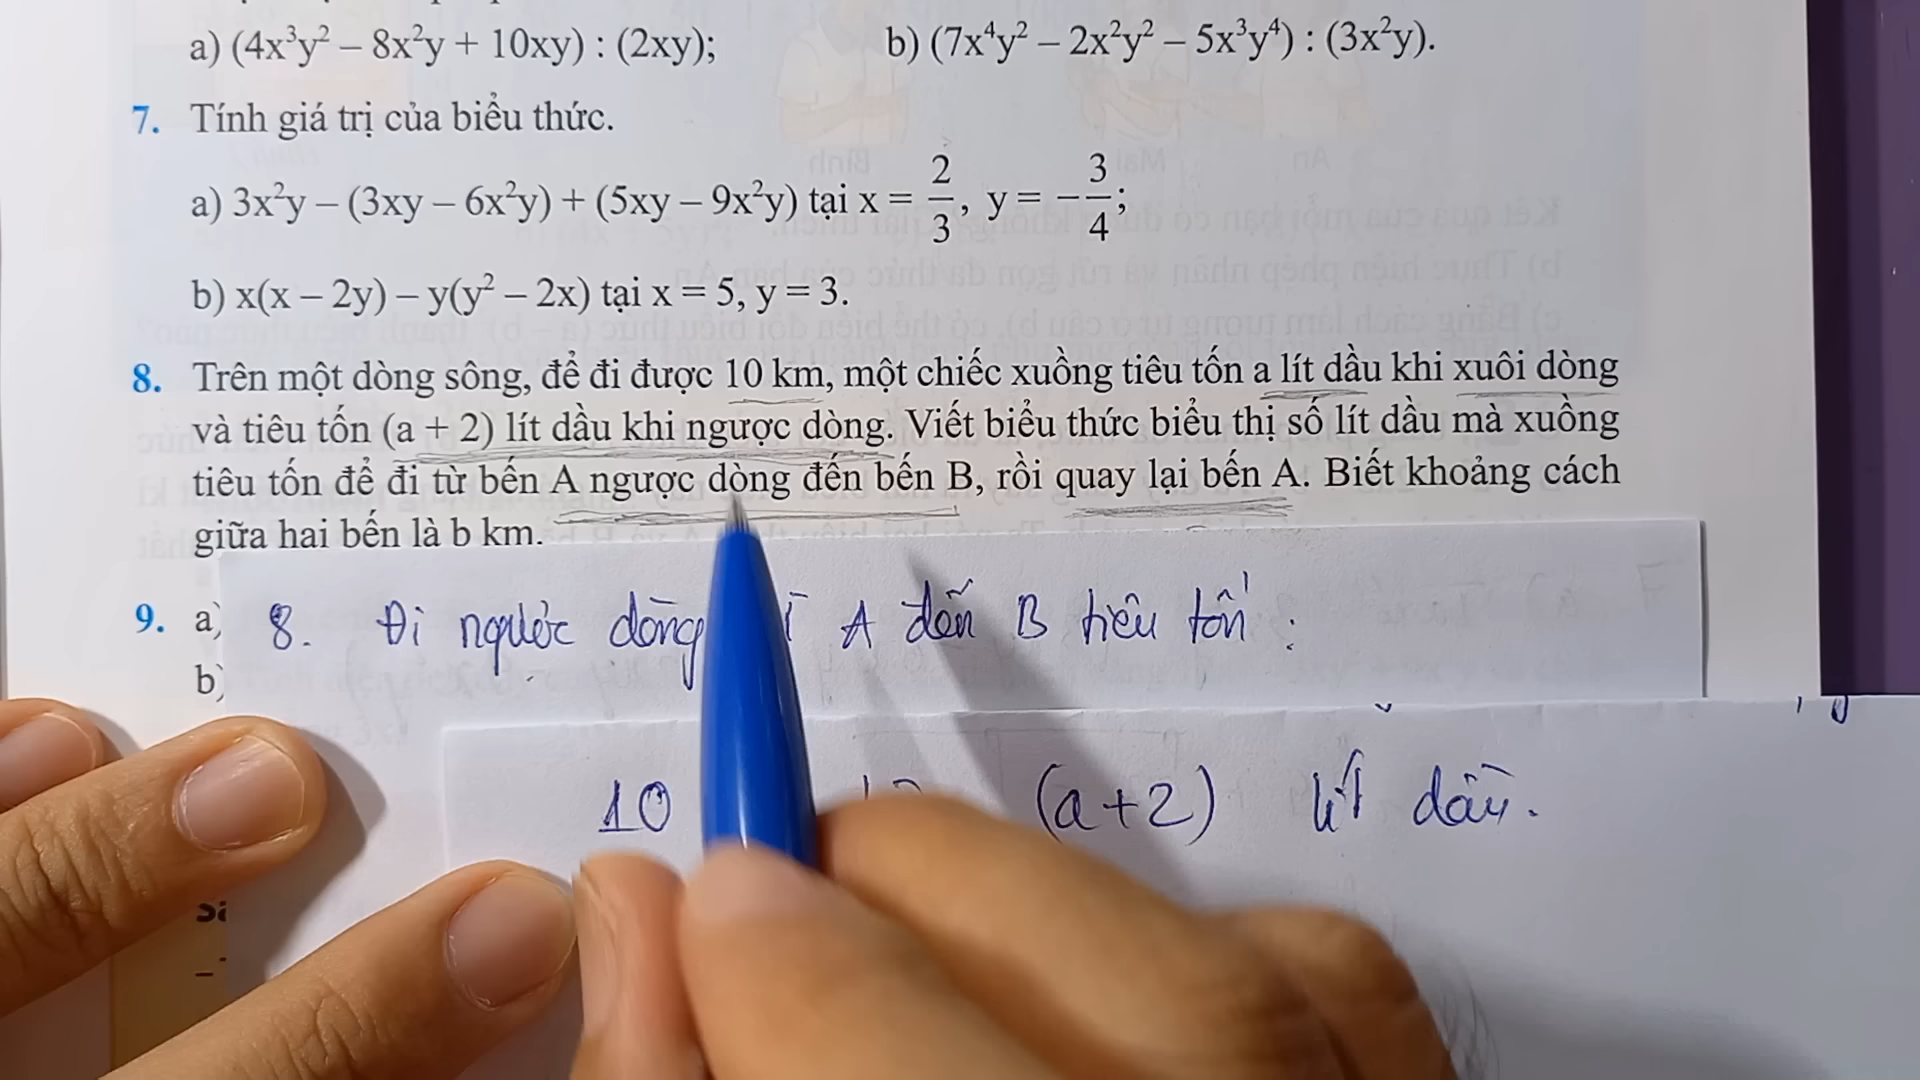 a) (4x³y² – 8x²y + 10xy) : (2xy); b) (7x⁴y² – 2x²y² – 5x³y⁴) : (3x²y).
7. Tính giá trị của biểu thức.
a) 3x²y – (3xy – 6x²y) + (5xy – 9x²y) tại x = 2/3, y = –3/4;
b) x(x – 2y) – y(y² – 2x) tại x = 5, y = 3.
8. Trên một dòng sông, để đi được 10 km, một chiếc xuồng tiêu tốn a lít dầu khi xuôi dòng
và tiêu tốn (a + 2) lít dầu khi ngược dòng. Viết biểu thức biểu thị số lít dầu mà xuồng
tiêu tốn để đi từ bến A ngược dòng đến bến B, rồi quay lại bến A. Biết khoảng cách
giữa hai bến là b km.
9. a)
8. Đi ngược dòng A đến B tiêu tốn :
b)
10 (a+2) lít dầu.